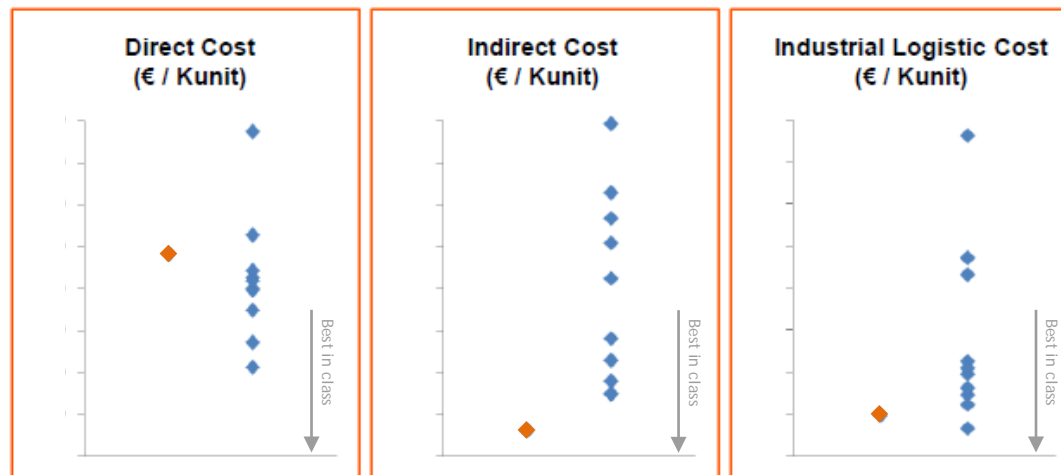 Direct Cost
(€ / Kunit)
Best in class
Indirect Cost
(€ / Kunit)
Best in class
Industrial Logistic Cost
(€ / Kunit)
Best in class